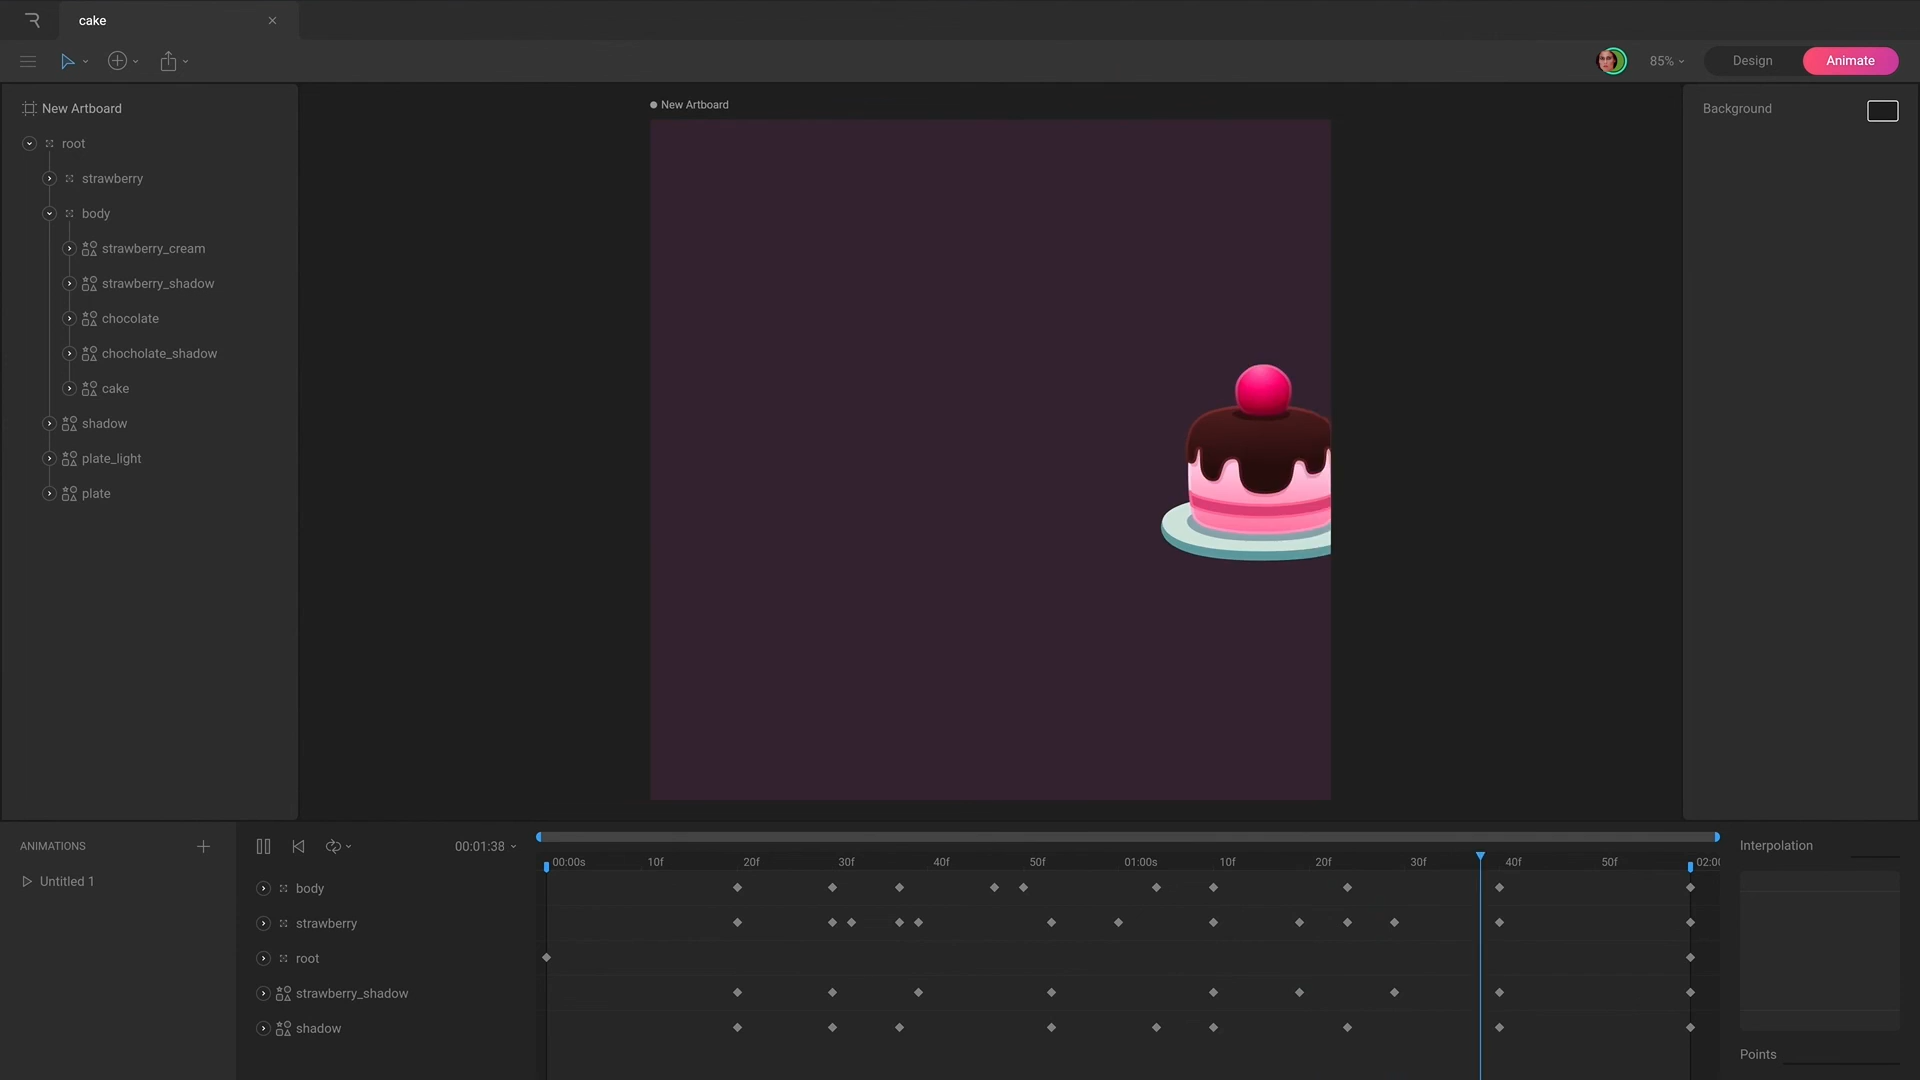 cake
85%
Design
Animate
New Artboard
New Artboard
Background
root
strawberry
body
strawberry_cream
strawberry_shadow
chocolate
chocholate_shadow
cake
shadow
plate_light
plate
ANIMATIONS
00:01:38
Interpolation
00:00s 10f 20f 30f 40f 50f 01:00s 10f 20f 30f 40f 50f 02:00
Untitled 1
body
strawberry
root
strawberry_shadow
shadow
Points